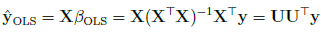 ŷ_OLS = Xβ_OLS = X(X^⊤X)^{−1}X^⊤y = UU^⊤y